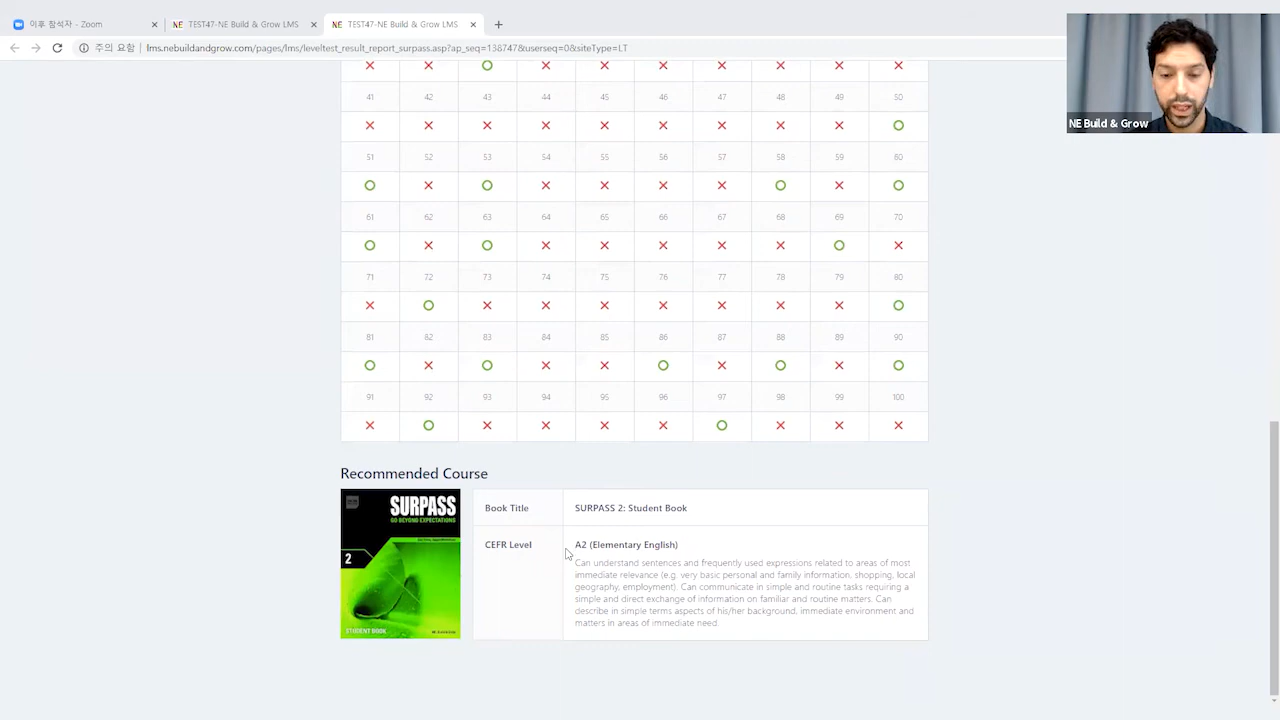 이후 참석자 - Zoom
TEST47-NE Build & Grow LMS
TEST47-NE Build & Grow LMS
주의 요함
lms.nebuildandgrow.com/pages/lms/leveltest_result_report_surpass.asp?ap_seq=138747&userseq=0&siteType=LT
NE Build & Grow
41 42 43 44 45 46 47 48 49 50
51 52 53 54 55 56 57 58 59 60
61 62 63 64 65 66 67 68 69 70
71 72 73 74 75 76 77 78 79 80
81 82 83 84 85 86 87 88 89 90
91 92 93 94 95 96 97 98 99 100
Recommended Course
SURPASS
GO BEYOND EXPECTATIONS
2
STUDENT BOOK
Book Title
SURPASS 2: Student Book
CEFR Level
A2 (Elementary English)
Can understand sentences and frequently used expressions related to areas of most
immediate relevance (e.g. very basic personal and family information, shopping, local
geography, employment). Can communicate in simple and routine tasks requiring a
simple and direct exchange of information on familiar and routine matters. Can
describe in simple terms aspects of his/her background, immediate environment and
matters in areas of immediate need.